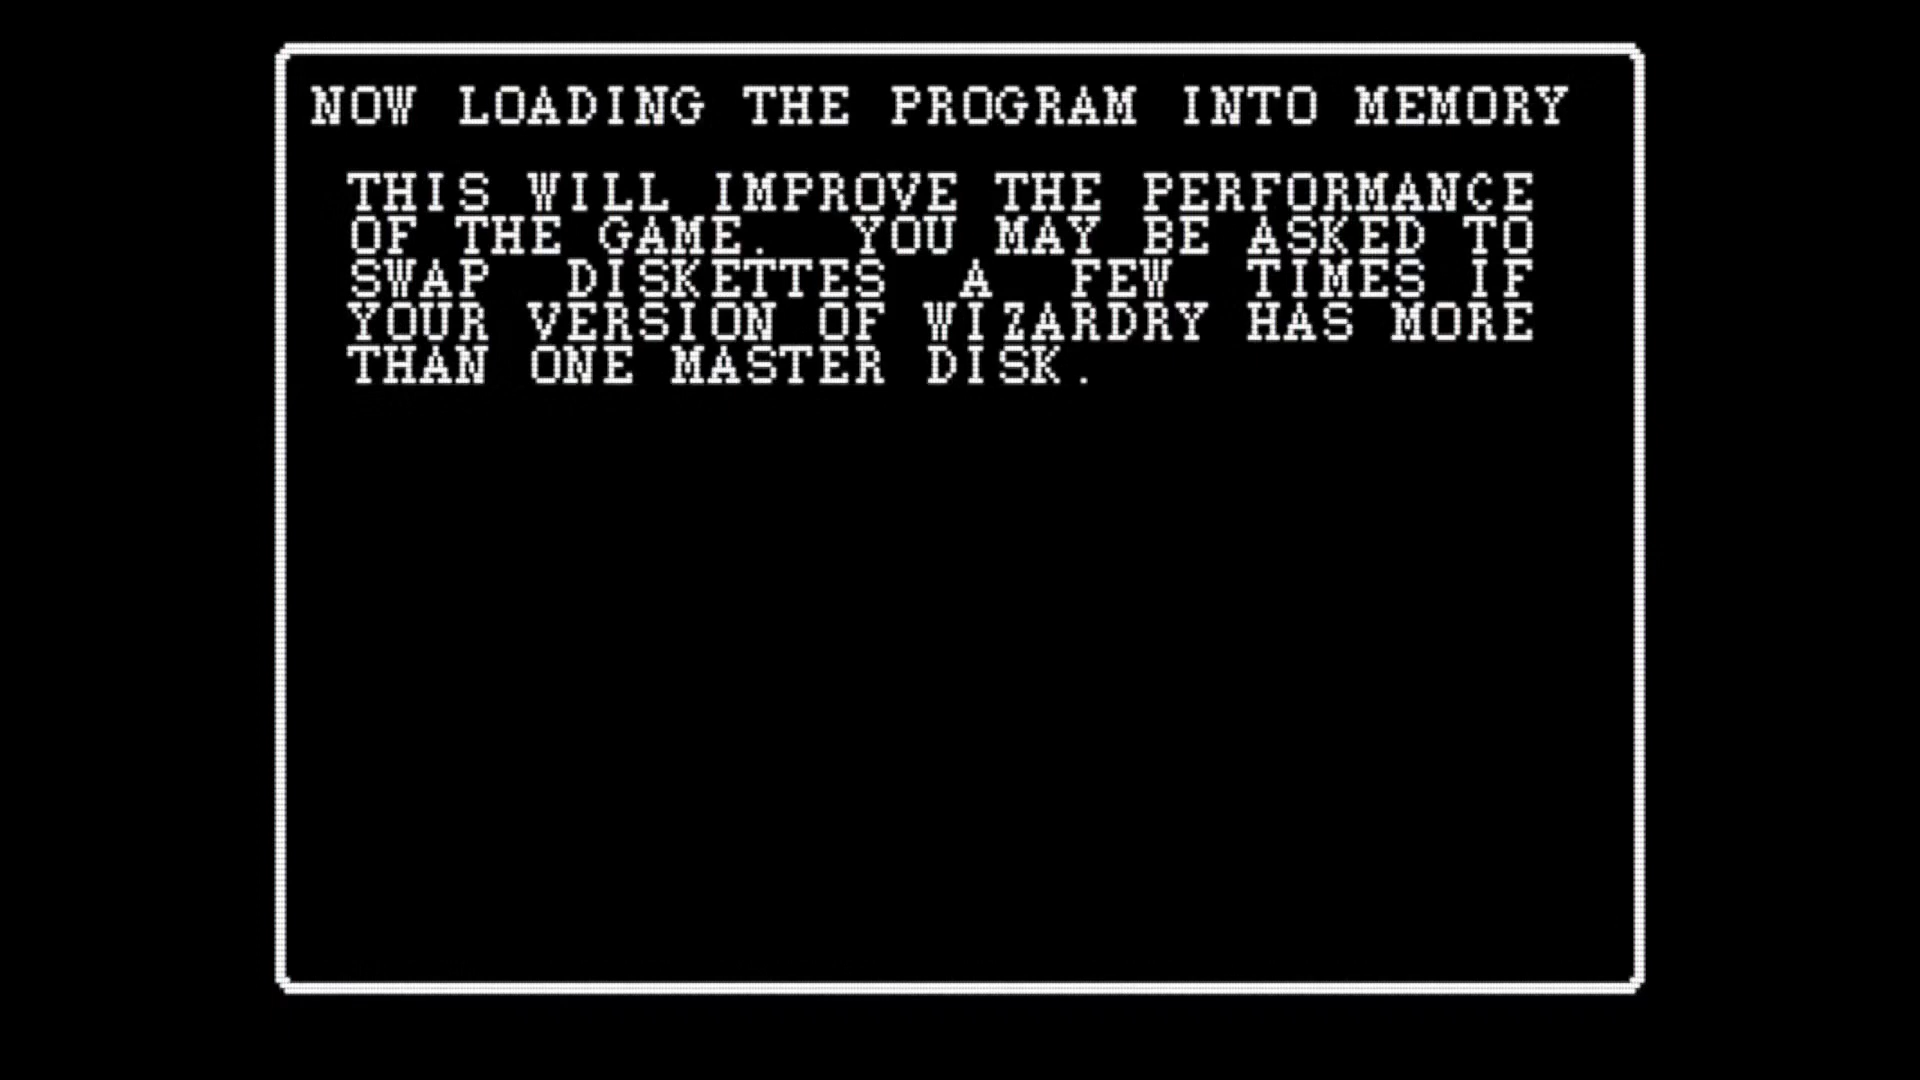 NOW LOADING THE PROGRAM INTO MEMORY
THIS WILL IMPROVE THE PERFORMANCE
OF THE GAME.  YOU MAY BE ASKED TO
SWAP  DISKETTES  A  FEW  TIMES IF
YOUR VERSION OF WIZARDRY HAS MORE
THAN ONE MASTER DISK.